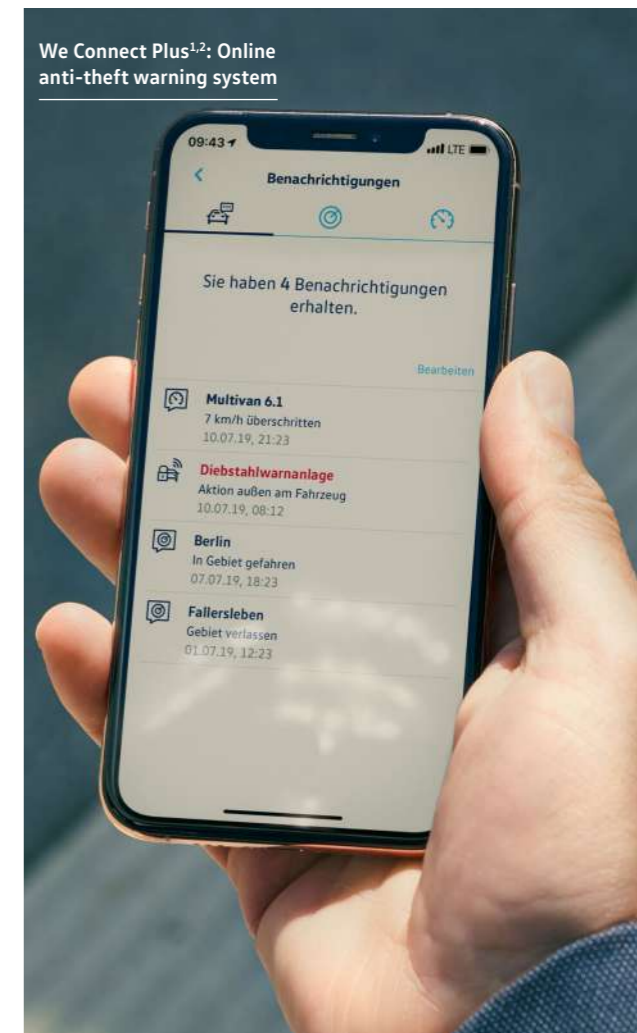 We Connect Plus1,2: Online
anti-theft warning system
09:43
LTE
Benachrichtigungen
Sie haben 4 Benachrichtigungen
erhalten.
Bearbeiten
Multivan 6.1
7 km/h überschritten
10.07.19, 21:23
Diebstahlwarnanlage
Aktion außen am Fahrzeug
10.07.19, 08:12
Berlin
In Gebiet gefahren
07.07.19, 18:23
Fallersleben
Gebiet verlassen
01.07.19, 12:23